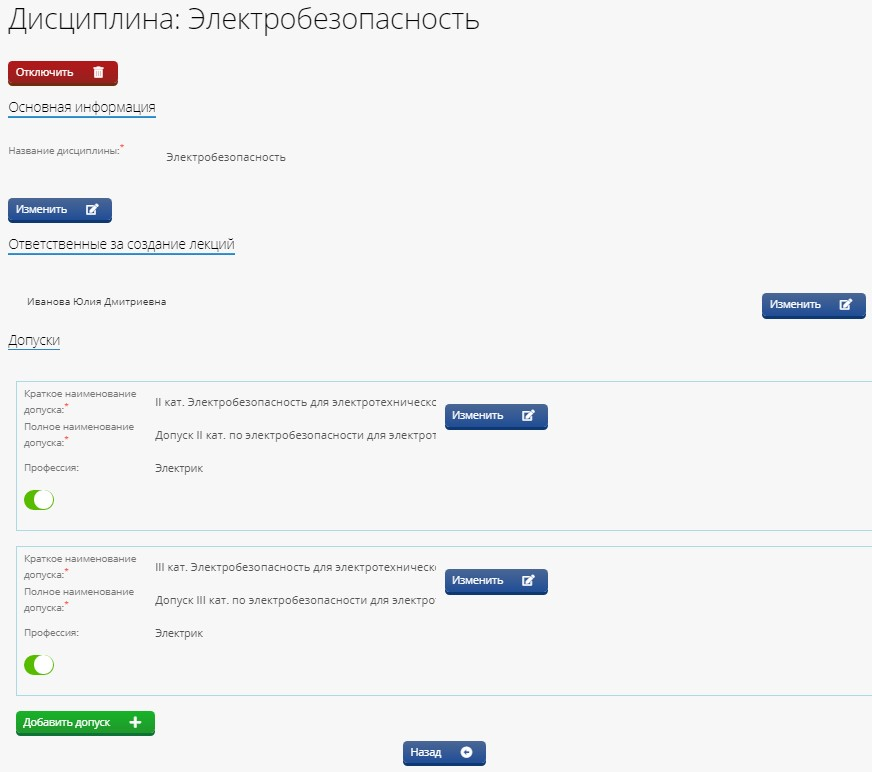 Дисциплина: Электробезопасность
Отключить
Основная информация
Название дисциплины:*
Электробезопасность
Изменить
Ответственные за создание лекций
Иванова Юлия Дмитриевна
Изменить
Допуски
Краткое наименование
допуска:*
II кат. Электробезопасность для электротехническо
Изменить
Полное наименование
допуска:*
Допуск II кат. по электробезопасности для электрот
Профессия:
Электрик
Краткое наименование
допуска:*
III кат. Электробезопасность для электротехническо
Изменить
Полное наименование
допуска:*
Допуск III кат. по электробезопасности для электро
Профессия:
Электрик
Добавить допуск
Назад